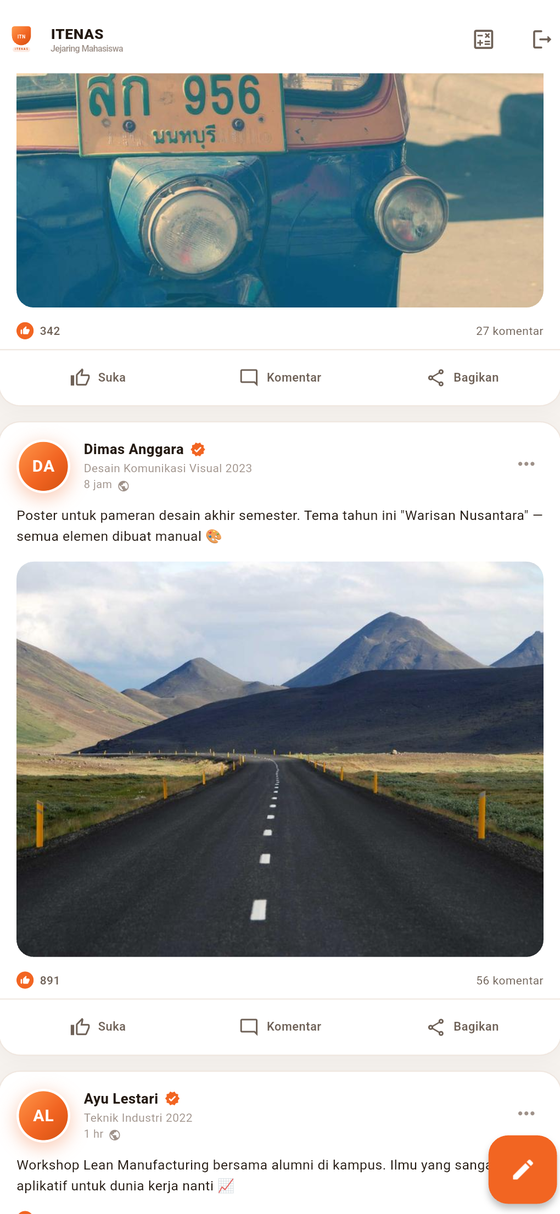 ITN
ITENAS
ITENAS
Jejaring Mahasiswa
สก 956
นนทบุรี
342
27 komentar
Suka
Komentar
Bagikan
DA
Dimas Anggara
Desain Komunikasi Visual 2023
8 jam
Poster untuk pameran desain akhir semester. Tema tahun ini "Warisan Nusantara" —
semua elemen dibuat manual 🎨
891
56 komentar
Suka
Komentar
Bagikan
AL
Ayu Lestari
Teknik Industri 2022
1 hr
Workshop Lean Manufacturing bersama alumni di kampus. Ilmu yang
aplikatif untuk dunia kerja nanti 📈